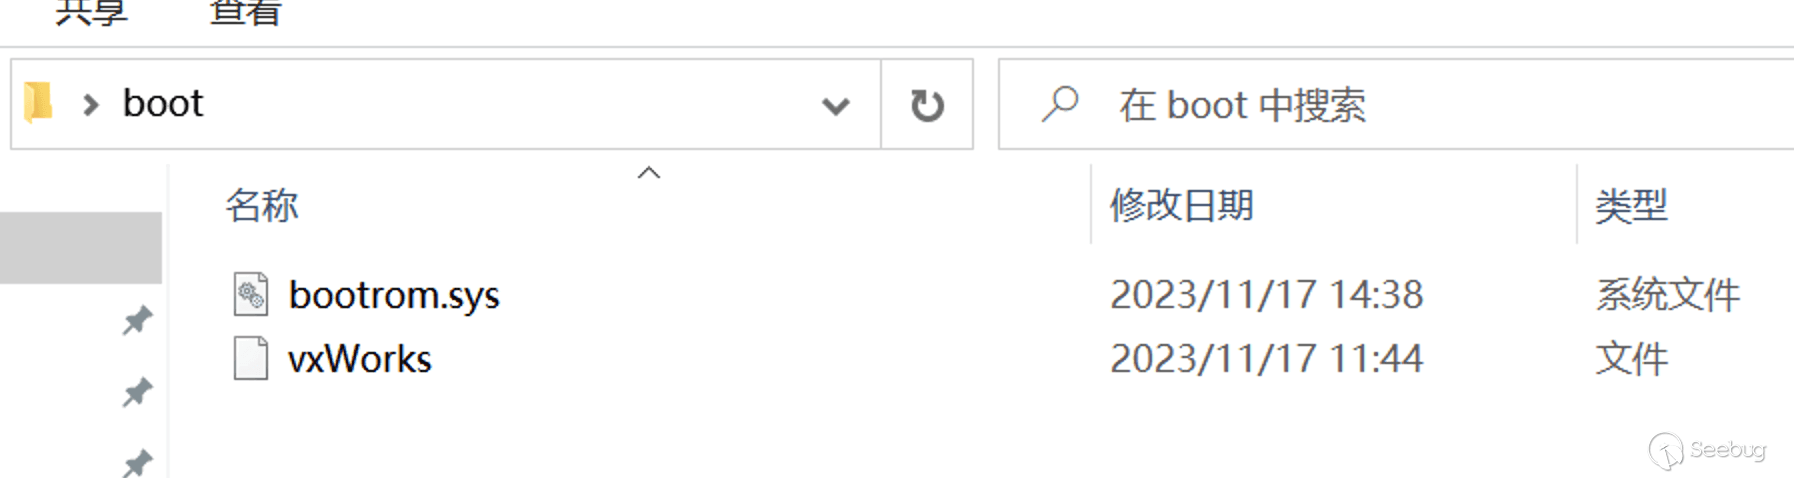 共享 查看
boot
在 boot 中搜索
名称 修改日期 类型
bootrom.sys 2023/11/17 14:38 系统文件
vxWorks 2023/11/17 11:44 文件
Seebug